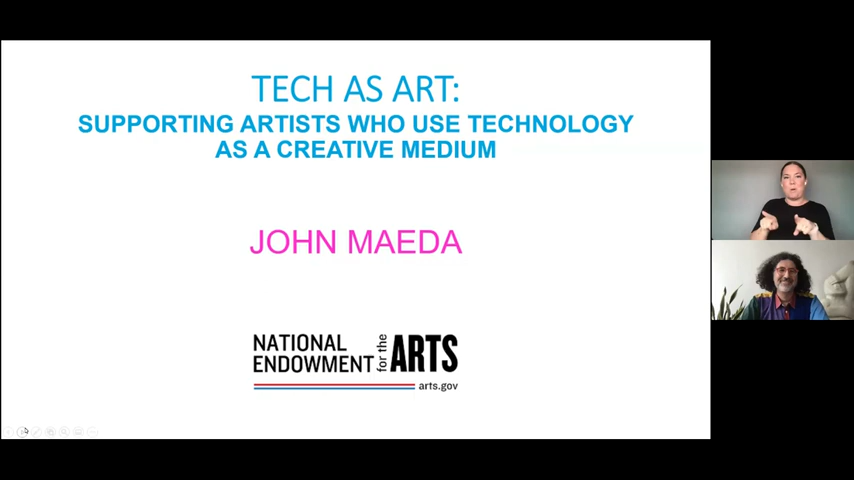 TECH AS ART:
SUPPORTING ARTISTS WHO USE TECHNOLOGY
AS A CREATIVE MEDIUM
JOHN MAEDA
NATIONAL
ENDOWMENT
for the
ARTS
arts.gov